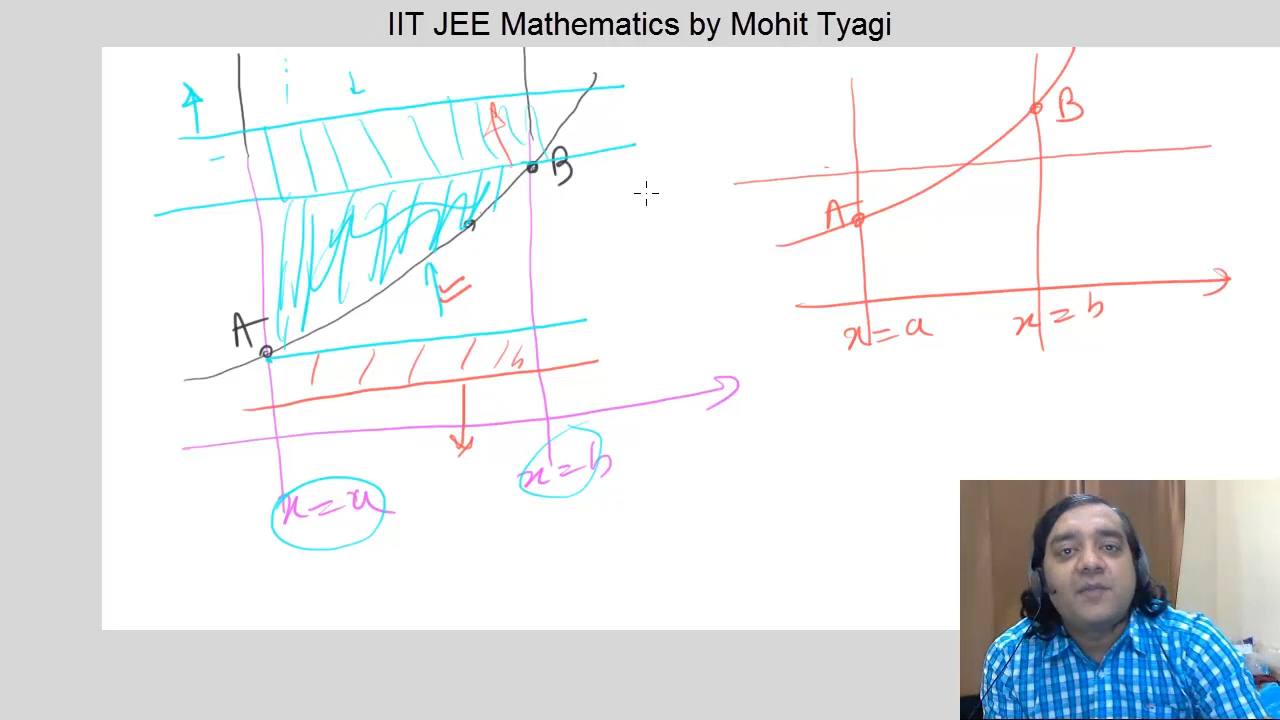 IIT JEE Mathematics by Mohit Tyagi
B
A
x = a
x = b
B
A
x = a
x = b